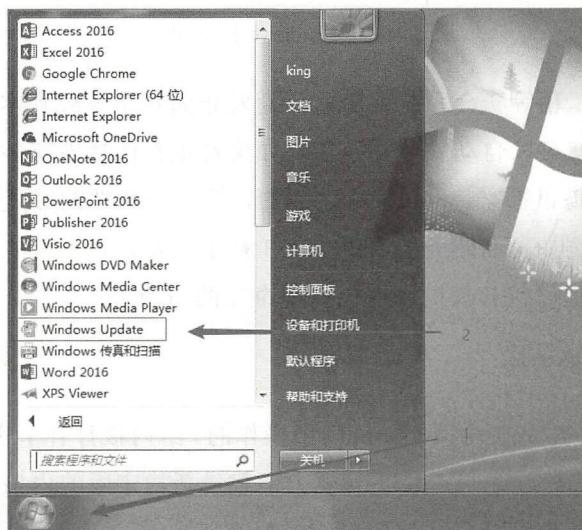 Access 2016
Excel 2016
Google Chrome
Internet Explorer (64 位)
Internet Explorer
Microsoft OneDrive
OneNote 2016
Outlook 2016
PowerPoint 2016
Publisher 2016
Visio 2016
Windows DVD Maker
Windows Media Center
Windows Media Player
Windows Update
Windows 传真和扫描
Word 2016
XPS Viewer
返回
搜索程序和文件
king
文档
图片
音乐
游戏
计算机
控制面板
设备和打印机
默认程序
帮助和支持
关机
2
1